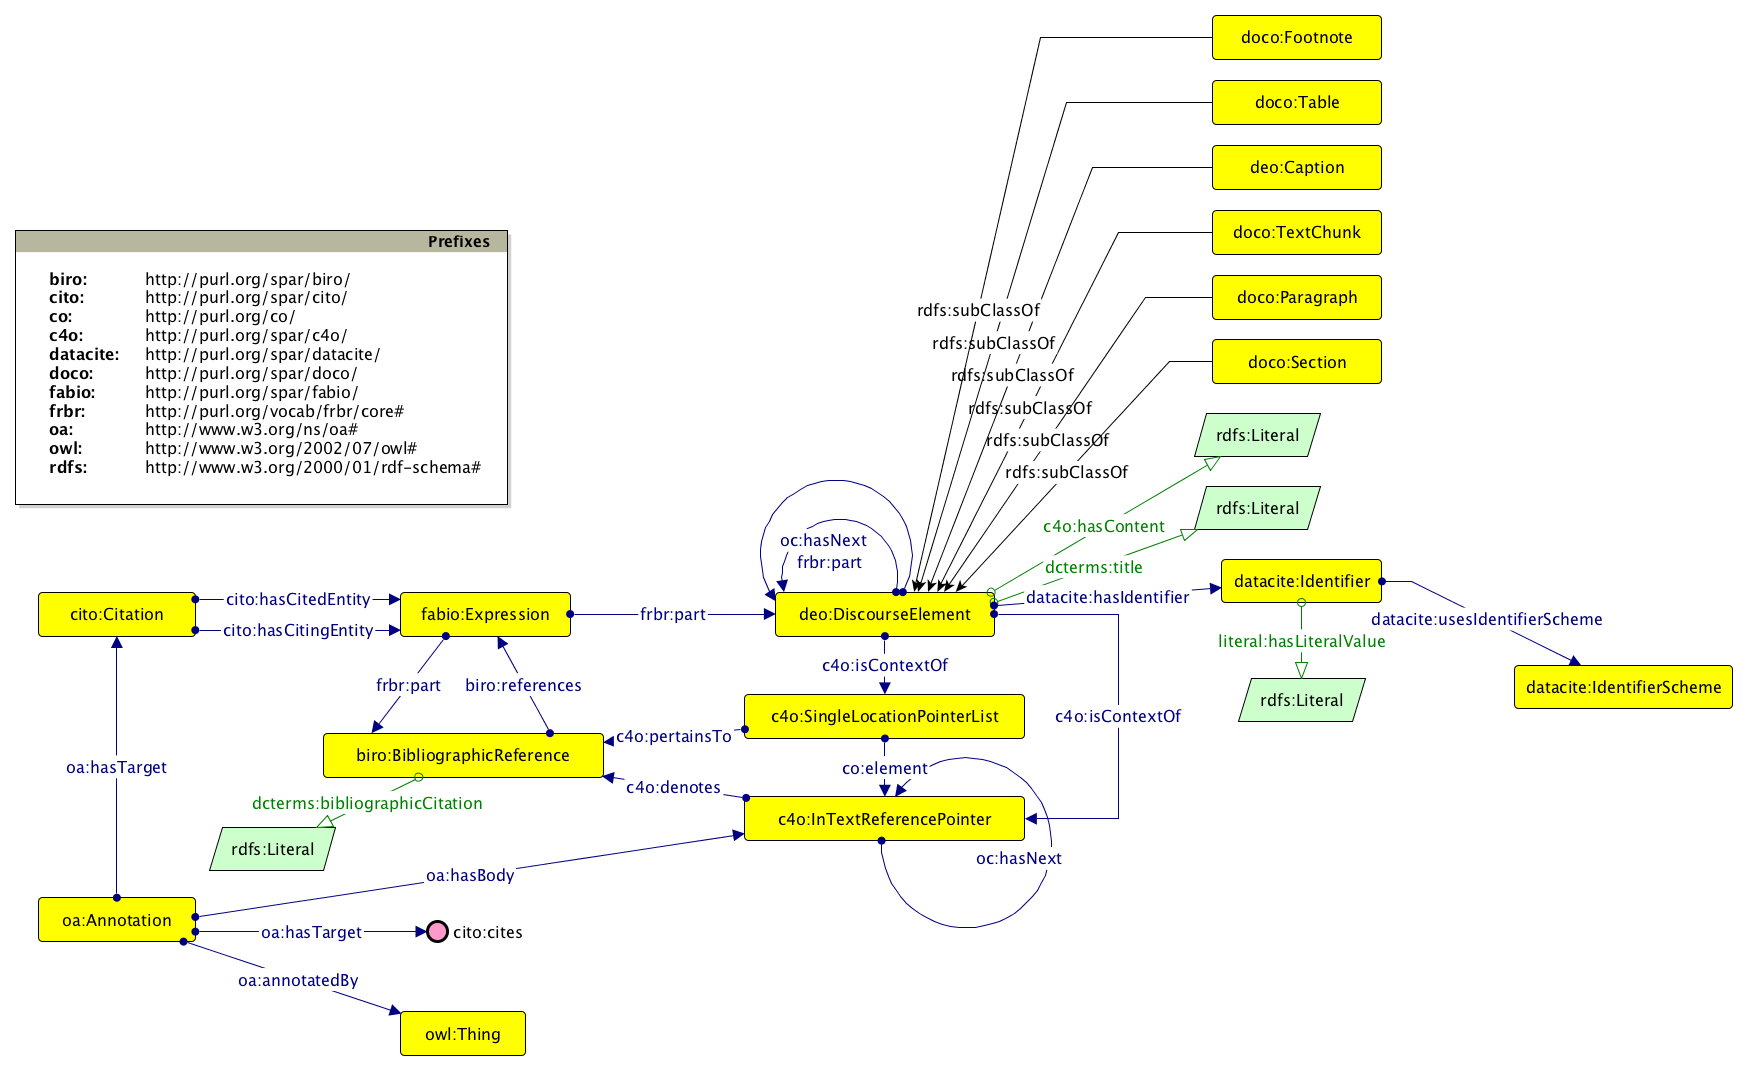 doco:Footnote
doco:Table
deo:Caption
doco:TextChunk
doco:Paragraph
doco:Section
Prefixes
biro: http://purl.org/spar/biro/
cito: http://purl.org/spar/cito/
co: http://purl.org/co/
c4o: http://purl.org/spar/c4o/
datacite: http://purl.org/spar/datacite/
doco: http://purl.org/spar/doco/
fabio: http://purl.org/spar/fabio/
frbr: http://purl.org/vocab/frbr/core#
oa: http://www.w3.org/ns/oa#
owl: http://www.w3.org/2002/07/owl#
rdfs: http://www.w3.org/2000/01/rdf-schema#
rdfs:subClassOf
rdfs:subClassOf
rdfs:subClassOf
rdfs:subClassOf
rdfs:subClassOf
rdfs:subClassOf
rdfs:Literal
rdfs:Literal
c4o:hasContent
dcterms:title
oc:hasNext
frbr:part
datacite:Identifier
datacite:hasIdentifier
datacite:usesIdentifierScheme
literal:hasLiteralValue
rdfs:Literal
datacite:IdentifierScheme
cito:Citation
cito:hasCitedEntity
cito:hasCitingEntity
fabio:Expression
frbr:part
deo:DiscourseElement
c4o:isContextOf
frbr:part
biro:references
c4o:SingleLocationPointerList
c4o:isContextOf
c4o:pertainsTo
biro:BibliographicReference
co:element
oa:hasTarget
c4o:denotes
dcterms:bibliographicCitation
c4o:InTextReferencePointer
rdfs:Literal
oc:hasNext
oa:hasBody
oa:Annotation
oa:hasTarget
cito:cites
oa:annotatedBy
owl:Thing